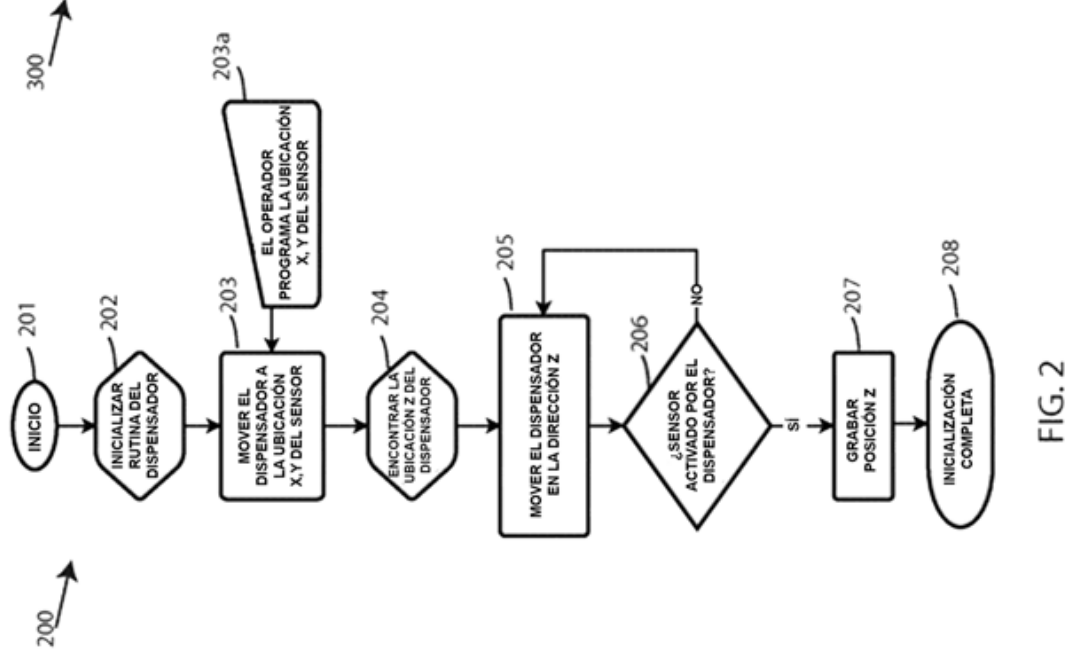 300
200
201
INICIO
202
INICIALIZAR
RUTINA DEL
DISPENSADOR
203
MOVER EL
DISPENSADOR A
LA UBICACIÓN
X,Y DEL SENSOR
203a
EL OPERADOR
PROGRAMA LA UBICACIÓN
X, Y DEL SENSOR
204
ENCONTRAR LA
UBICACIÓN Z DEL
DISPENSADOR
205
MOVER EL DISPENSADOR
EN LA DIRECCIÓN Z
206
¿SENSOR
ACTIVADO POR EL
DISPENSADOR?
NO
SÍ
207
GRABAR
POSICIÓN Z
208
INICIALIZACIÓN
COMPLETA
FIG. 2